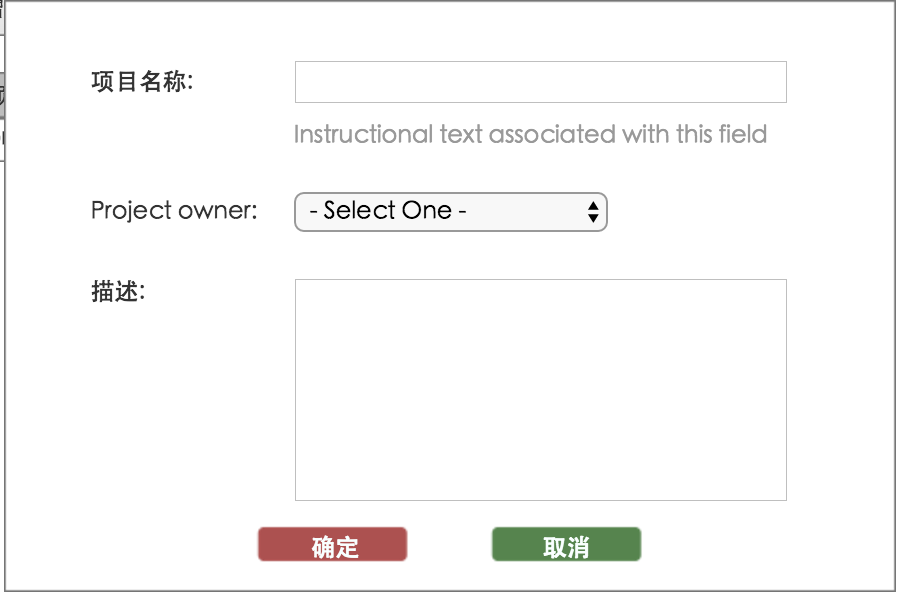 项目名称:
Instructional text associated with this field
Project owner:
- Select One -
描述:
确定
取消